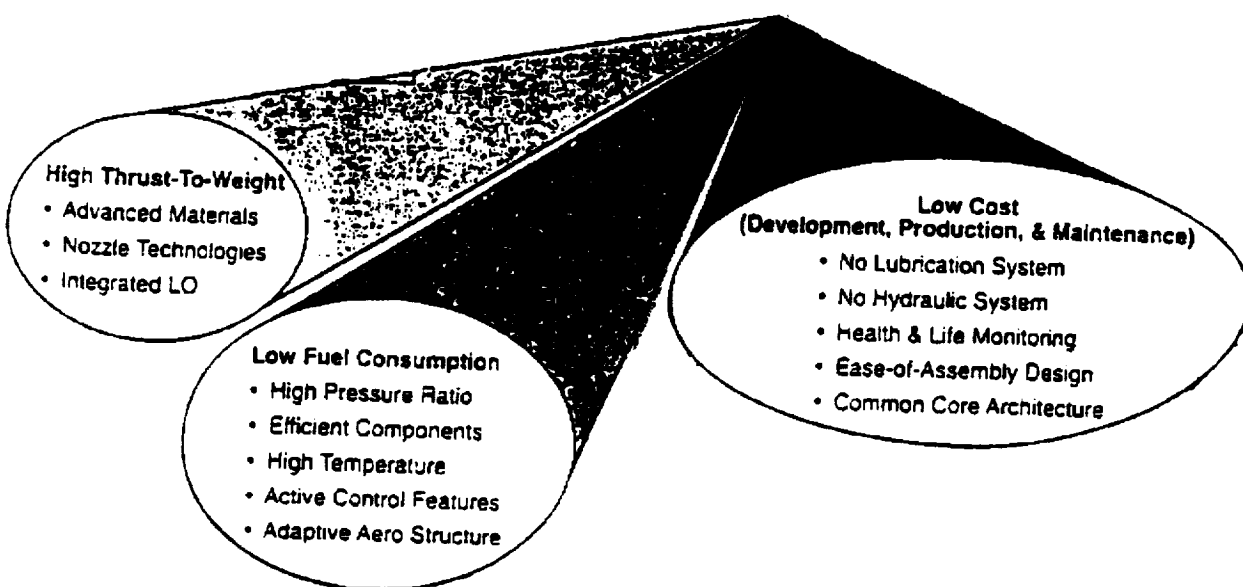 High Thrust-To-Weight
• Advanced Materials
• Nozzle Technologies
• Integrated LO
Low Fuel Consumption
• High Pressure Ratio
• Efficient Components
• High Temperature
• Active Control Features
• Adaptive Aero Structure
Low Cost
(Development, Production, & Maintenance)
• No Lubrication System
• No Hydraulic System
• Health & Life Monitoring
• Ease-of-Assembly Design
• Common Core Architecture